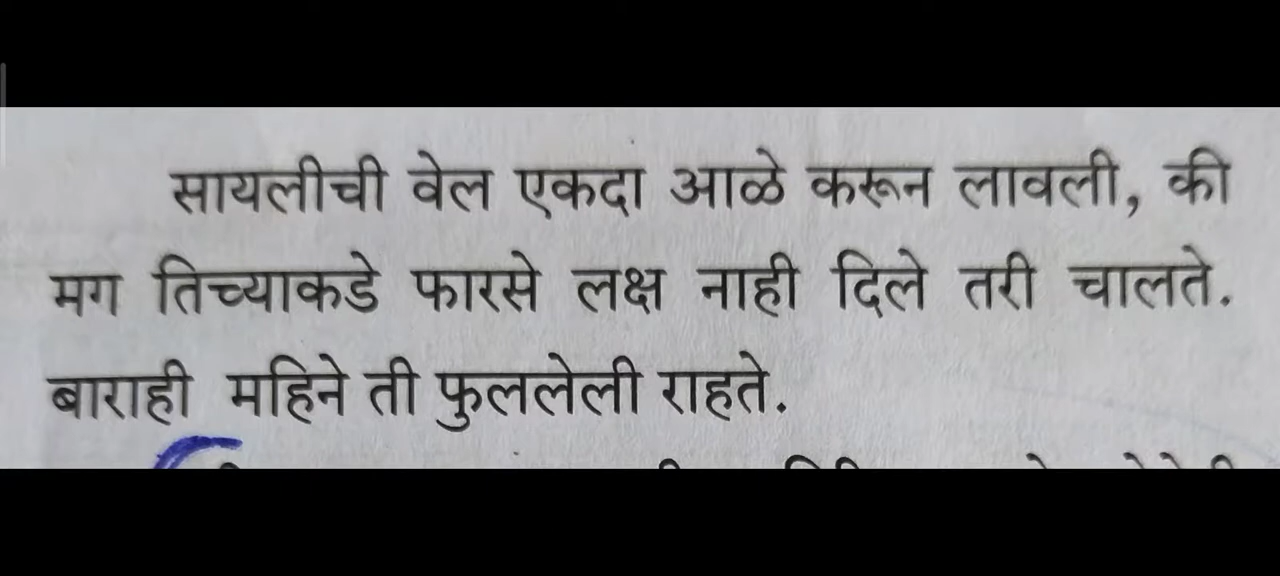 सायलीची वेल एकदा आळे करून लावली, की
मग तिच्याकडे फारसे लक्ष नाही दिले तरी चालते.
बाराही महिने ती फुललेली राहते.